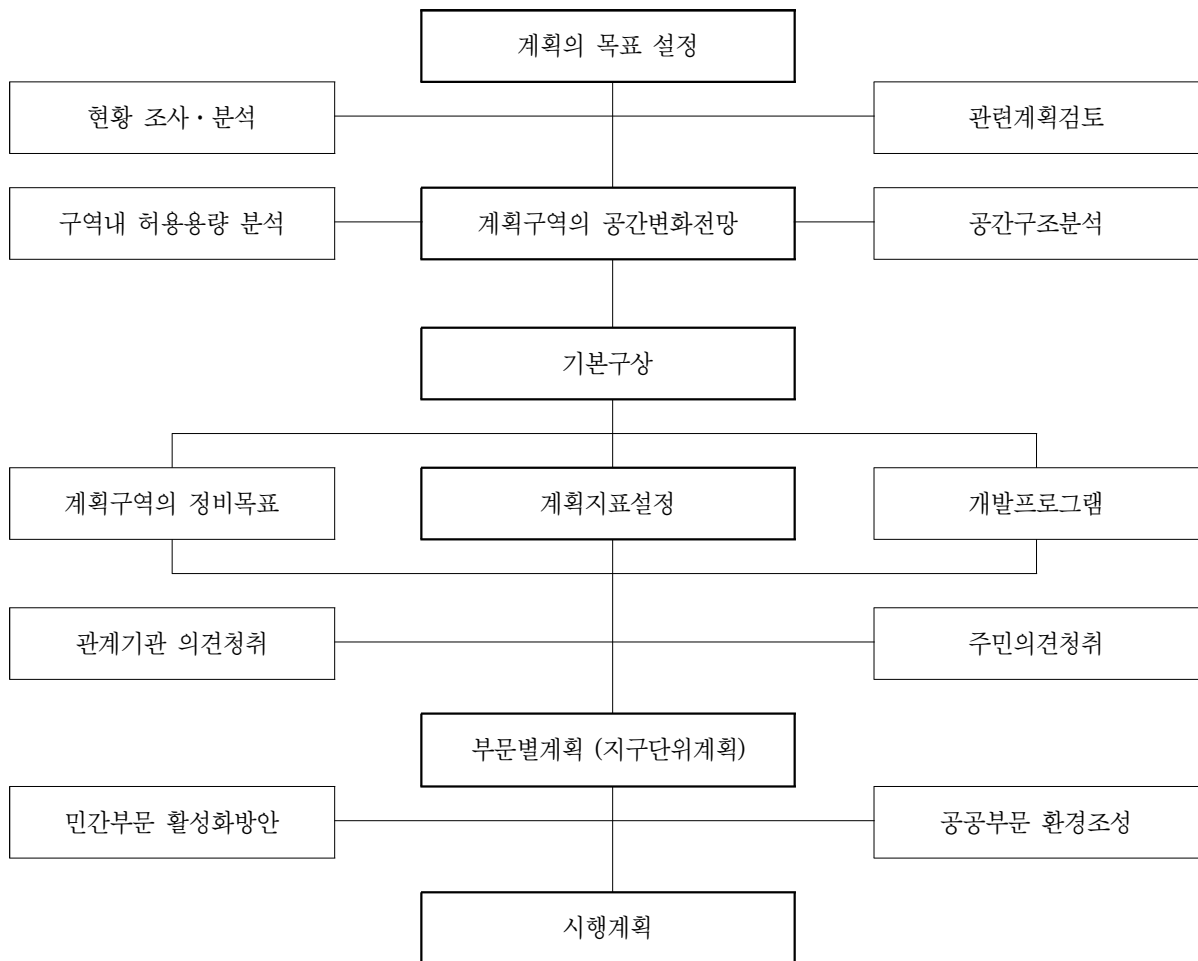 계획의 목표 설정
현황 조사·분석
관련계획검토
구역내 허용용량 분석
계획구역의 공간변화전망
공간구조분석
기본구상
계획구역의 정비목표
계획지표설정
개발프로그램
관계기관 의견청취
주민의견청취
부문별계획 (지구단위계획)
민간부문 활성화방안
공공부문 환경조성
시행계획